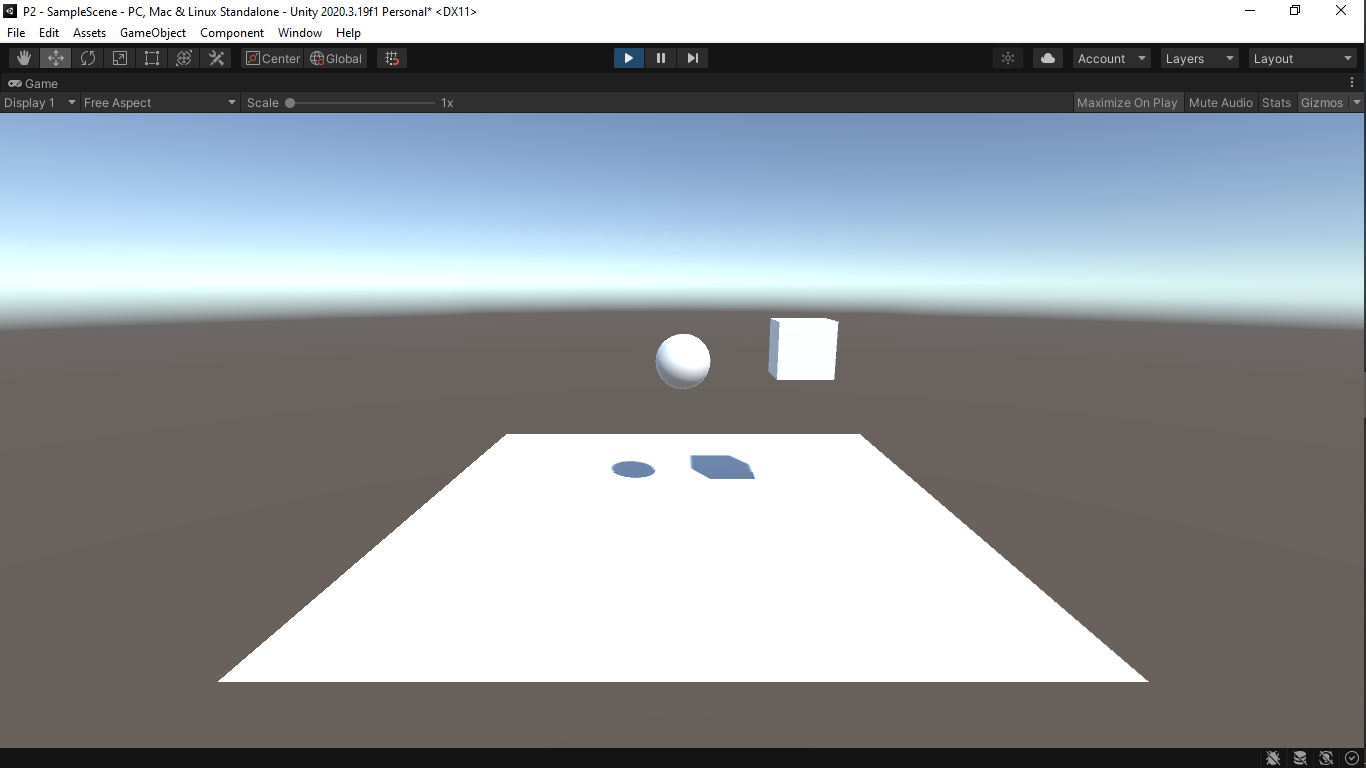 P2 - SampleScene - PC, Mac & Linux Standalone - Unity 2020.3.19f1 Personal* <DX11>
File Edit Assets GameObject Component Window Help
Center Global Account Layers Layout
Game
Display 1 Free Aspect Scale 1x Maximize On Play Mute Audio Stats Gizmos